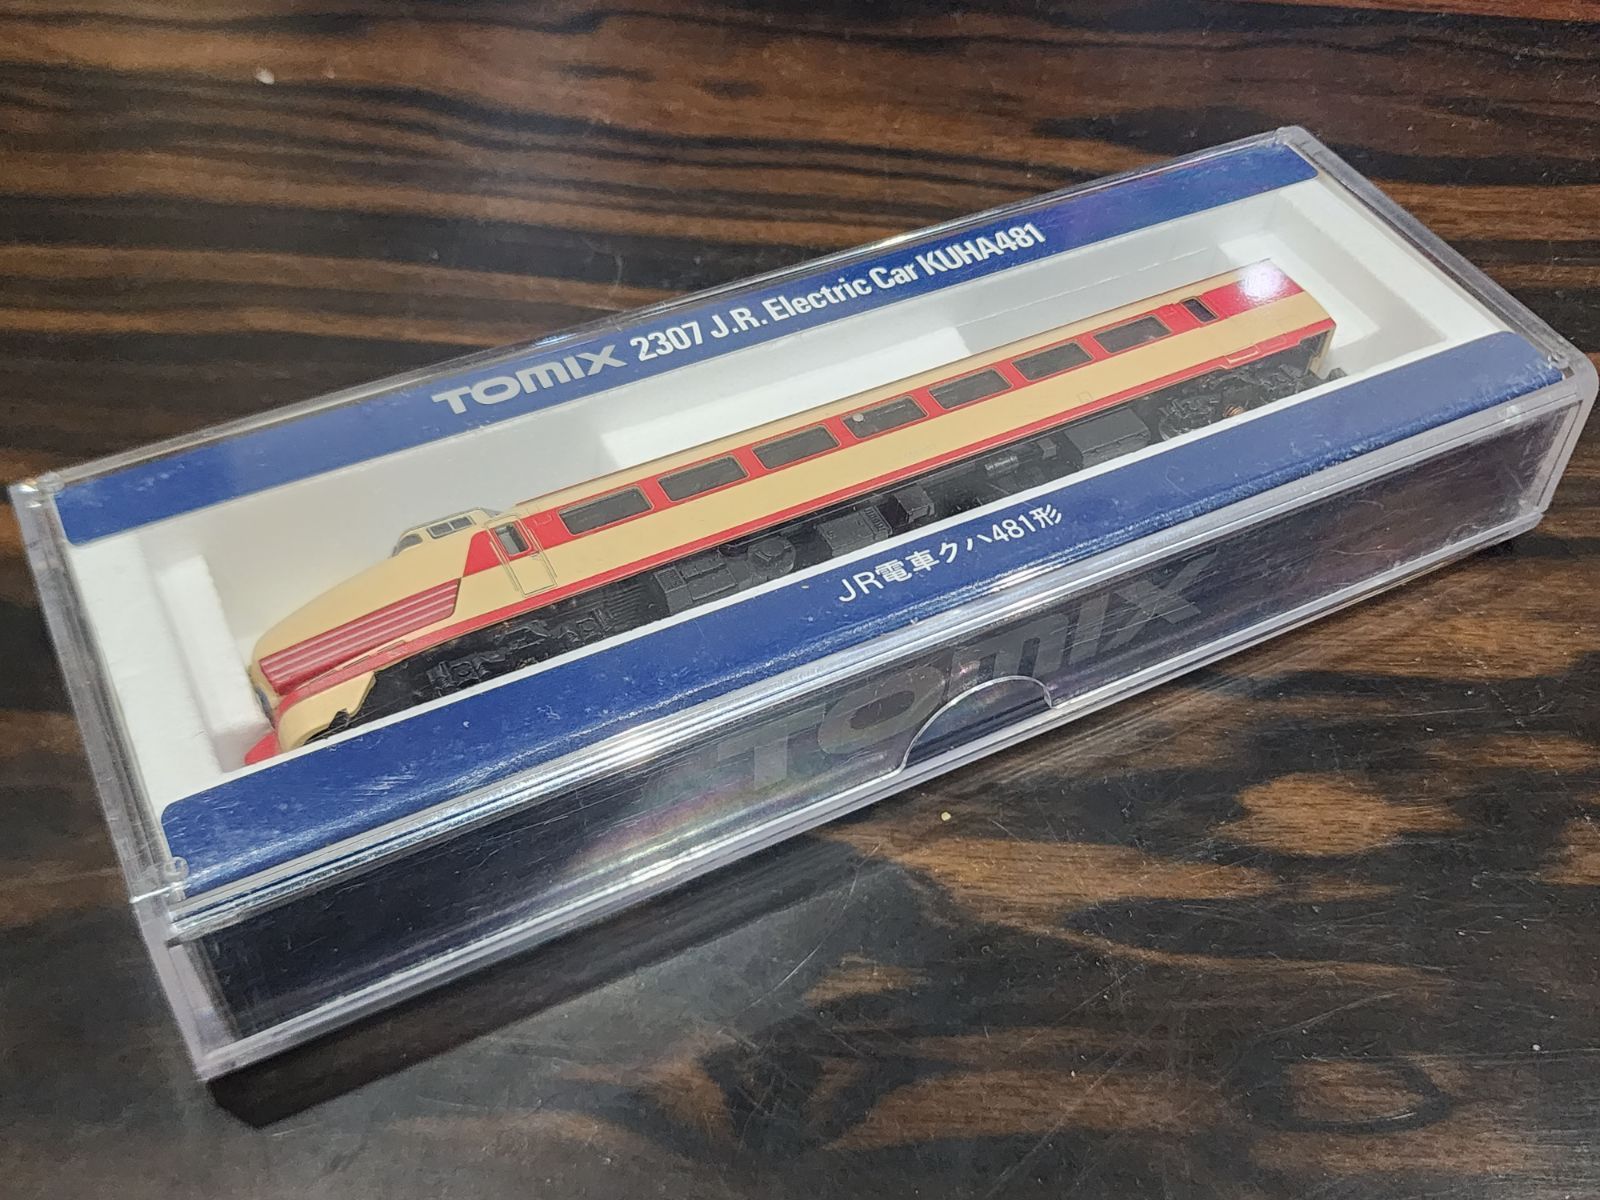 TOMIX 2307 J.R. Electric Car KUHA481
JR電車クハ481形
TOMIX